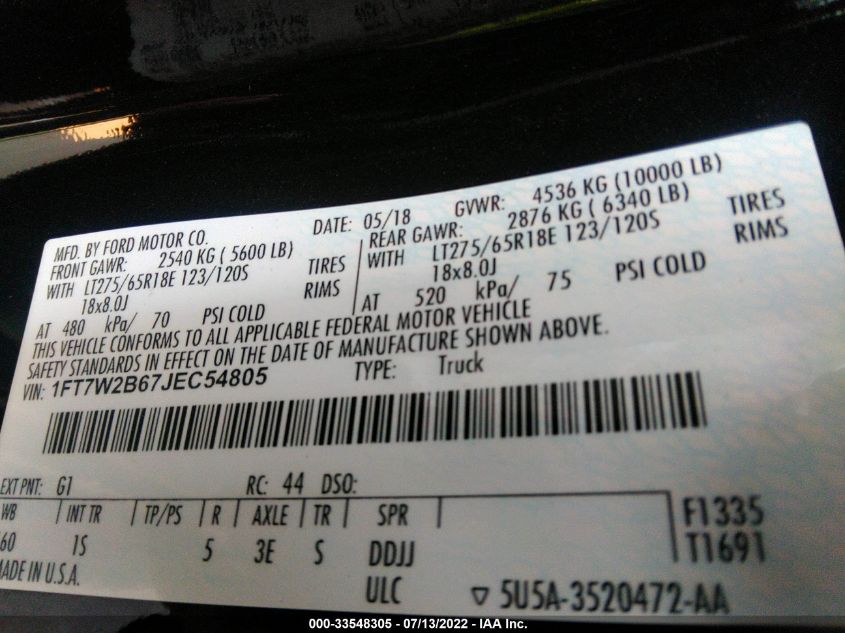 MFD. BY FORD MOTOR CO. DATE: 05/18 GVWR: 4536 KG (10000 LB)
FRONT GAWR: 2540 KG ( 5600 LB) REAR GAWR: 2876 KG ( 6340 LB)
WITH LT275/65R18E 123/120S TIRES WITH LT275/65R18E 123/120S TIRES
18x8.0J RIMS 18x8.0J RIMS
AT 480 kPa/ 70 PSI COLD AT 520 kPa/ 75 PSI COLD
THIS VEHICLE CONFORMS TO ALL APPLICABLE FEDERAL MOTOR VEHICLE
SAFETY STANDARDS IN EFFECT ON THE DATE OF MANUFACTURE SHOWN ABOVE.
VIN: 1FT7W2B67JEC54805 TYPE: Truck
EXT PNT: G1 RC: 44 DSO:
WB | INT TR | TP/PS | R | AXLE | TR | SPR | F1335
60 1S 5 3E S DDJJ T1691
MADE IN U.S.A. ULC ▽ 5U5A-3520472-AA
000-33548305 - 07/13/2022 - IAA Inc.